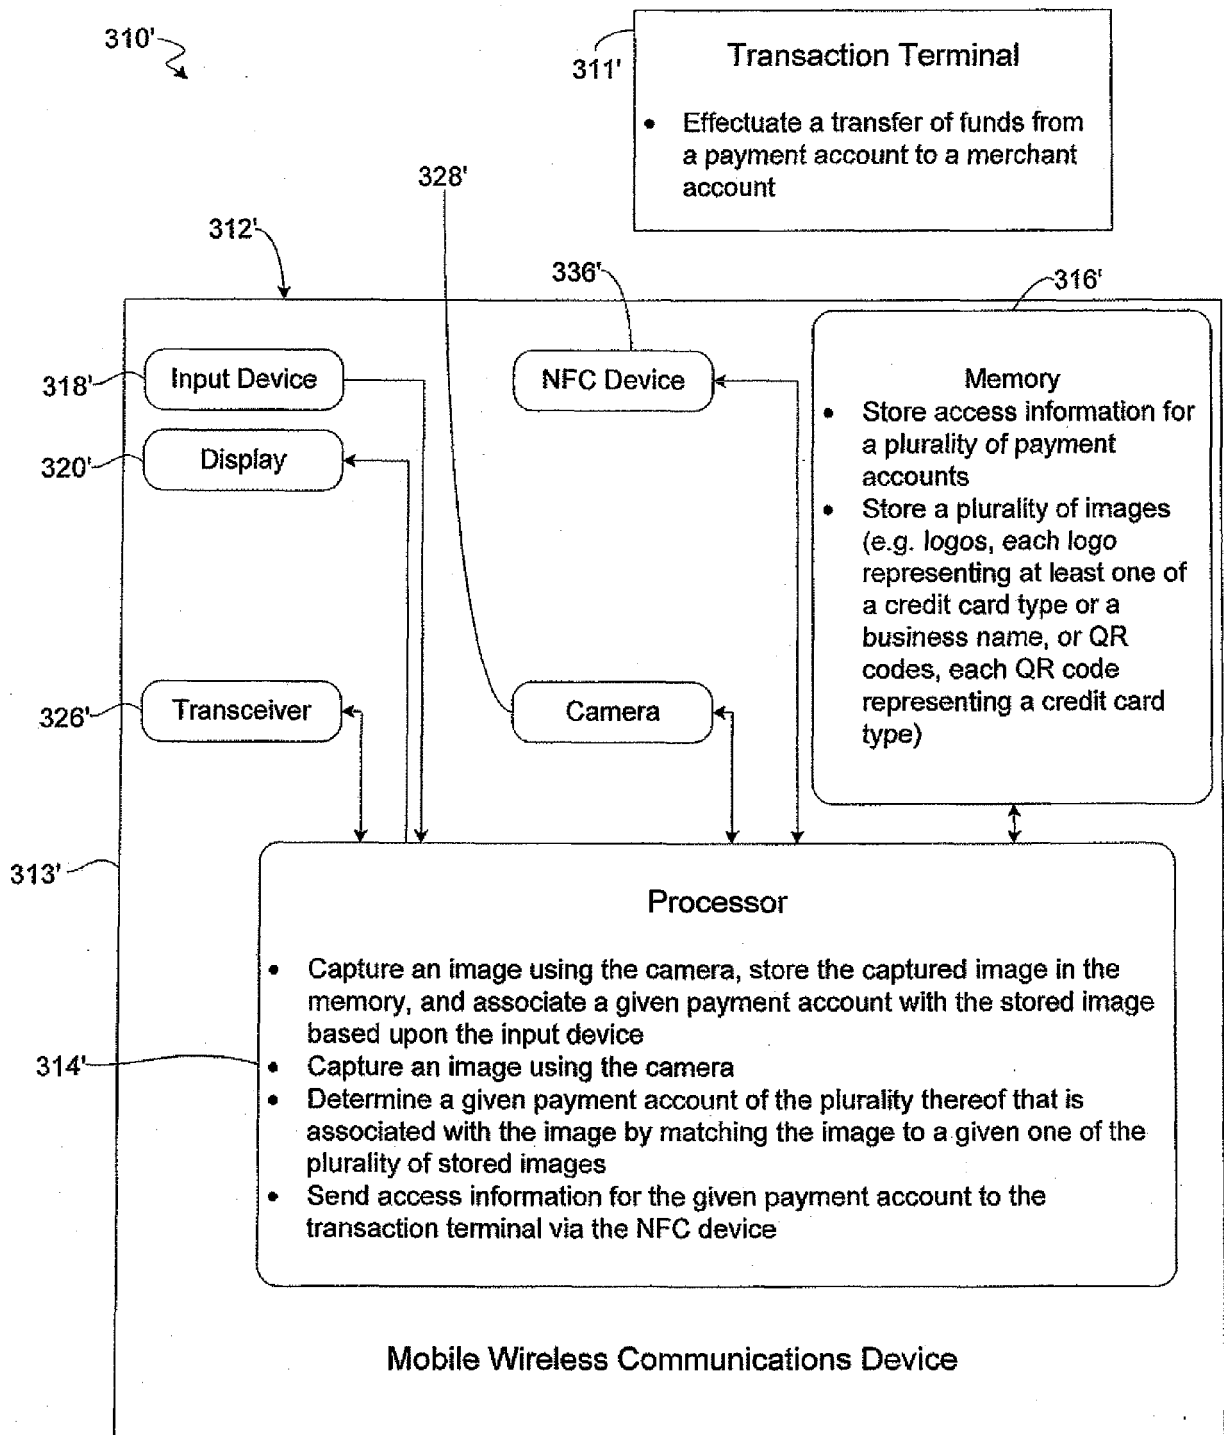 310'
311'
Transaction Terminal
• Effectuate a transfer of funds from
a payment account to a merchant
account
328'
312'
336'
316'
318'
Input Device
NFC Device
Memory
• Store access information for
a plurality of payment
accounts
• Store a plurality of images
(e.g. logos, each logo
representing at least one of
a credit card type or a
business name, or QR
codes, each QR code
representing a credit card
type)
320'
Display
326'
Transceiver
Camera
313'
Processor
• Capture an image using the camera, store the captured image in the
memory, and associate a given payment account with the stored image
based upon the input device
314'
• Capture an image using the camera
• Determine a given payment account of the plurality thereof that is
associated with the image by matching the image to a given one of the
plurality of stored images
• Send access information for the given payment account to the
transaction terminal via the NFC device
Mobile Wireless Communications Device